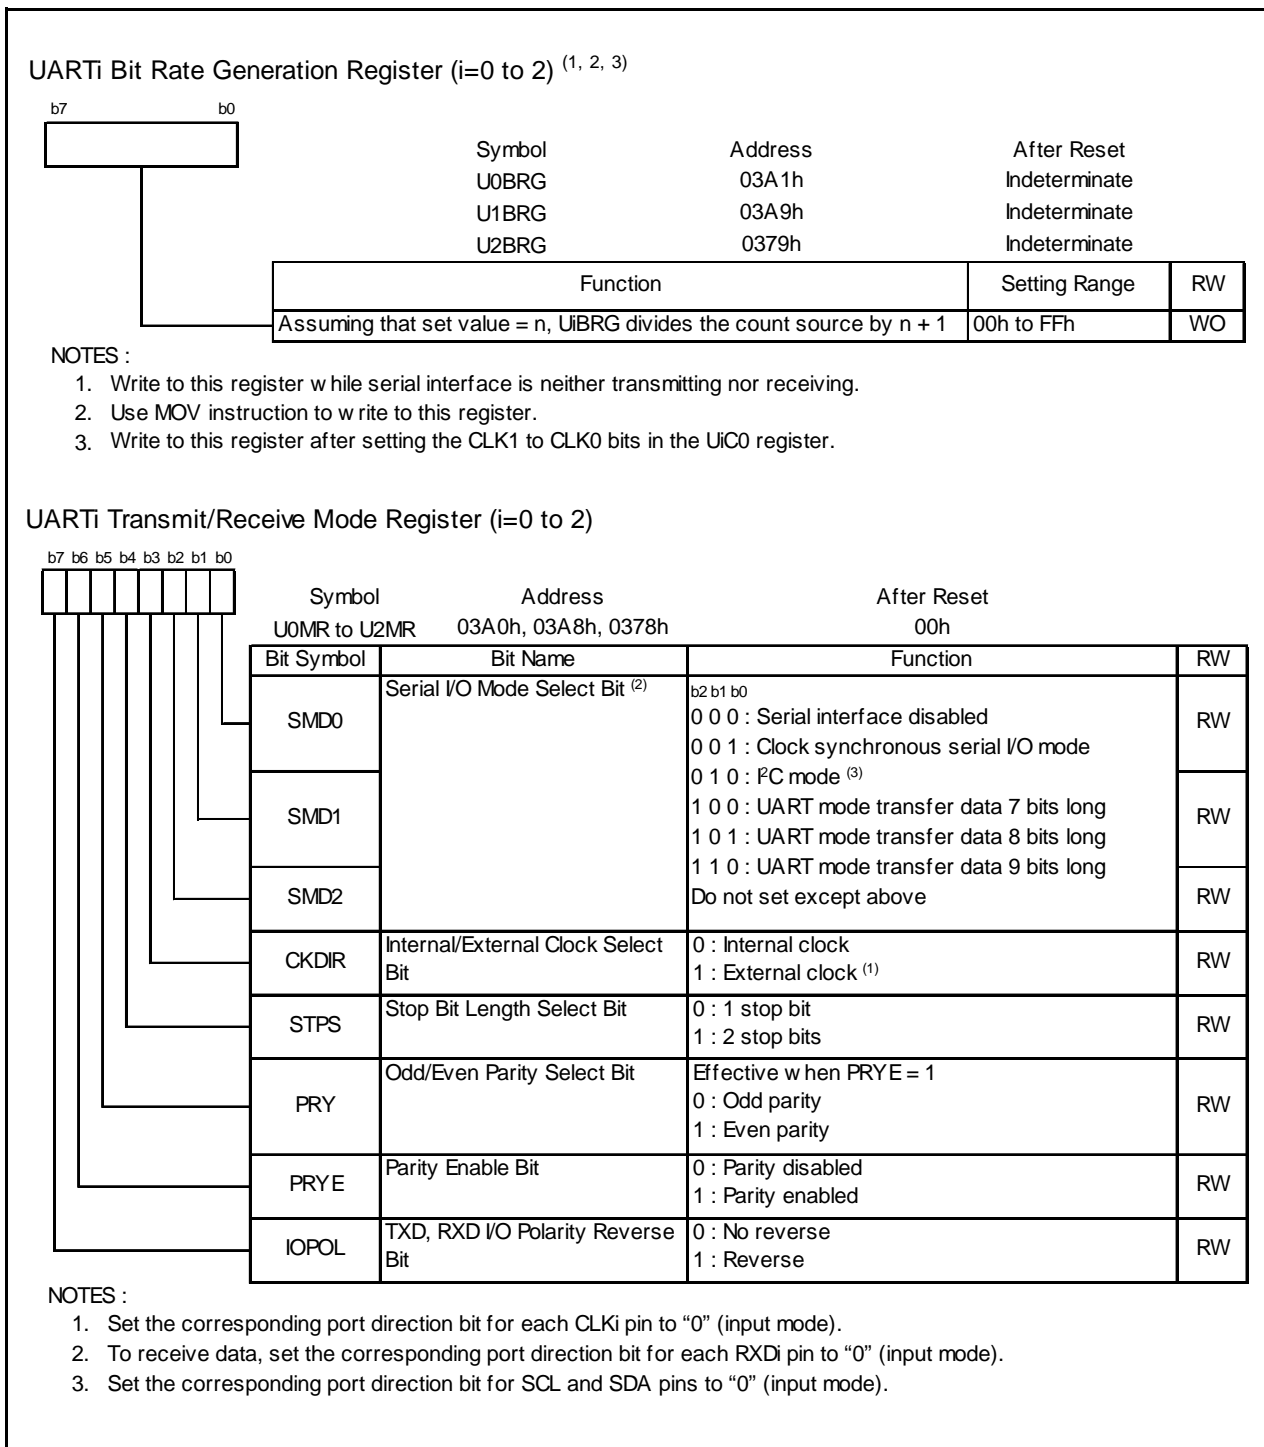 UARTi Bit Rate Generation Register (i=0 to 2) (1, 2, 3)
b7 b0
Symbol Address After Reset
U0BRG 03A1h Indeterminate
U1BRG 03A9h Indeterminate
U2BRG 0379h Indeterminate
Function Setting Range RW
Assuming that set value = n, UiBRG divides the count source by n + 1 00h to FFh WO
NOTES :
1. Write to this register while serial interface is neither transmitting nor receiving.
2. Use MOV instruction to write to this register.
3. Write to this register after setting the CLK1 to CLK0 bits in the UiC0 register.
UARTi Transmit/Receive Mode Register (i=0 to 2)
b7 b6 b5 b4 b3 b2 b1 b0
Symbol Address After Reset
U0MR to U2MR 03A0h, 03A8h, 0378h 00h
Bit Symbol Bit Name Function RW
SMD0 Serial I/O Mode Select Bit (2) b2 b1 b0
0 0 0 : Serial interface disabled RW
0 0 1 : Clock synchronous serial I/O mode
0 1 0 : I²C mode (3)
SMD1 1 0 0 : UART mode transfer data 7 bits long RW
1 0 1 : UART mode transfer data 8 bits long
1 1 0 : UART mode transfer data 9 bits long
SMD2 Do not set except above RW
CKDIR Internal/External Clock Select Bit 0 : Internal clock RW
1 : External clock (1)
STPS Stop Bit Length Select Bit 0 : 1 stop bit RW
1 : 2 stop bits
PRY Odd/Even Parity Select Bit Effective when PRYE = 1
0 : Odd parity RW
1 : Even parity
PRYE Parity Enable Bit 0 : Parity disabled RW
1 : Parity enabled
IOPOL TXD, RXD I/O Polarity Reverse Bit 0 : No reverse RW
1 : Reverse
NOTES :
1. Set the corresponding port direction bit for each CLKi pin to “0” (input mode).
2. To receive data, set the corresponding port direction bit for each RXDi pin to “0” (input mode).
3. Set the corresponding port direction bit for SCL and SDA pins to “0” (input mode).